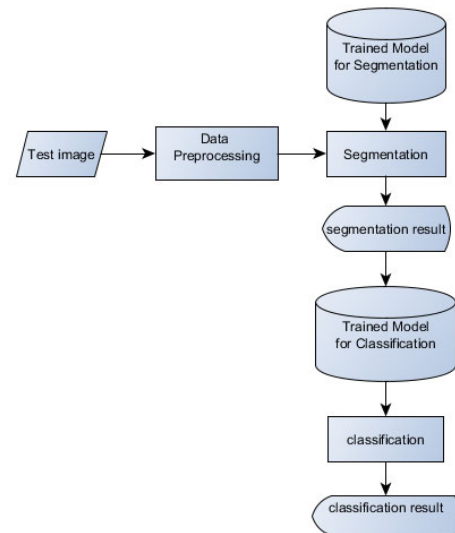 Trained Model
for Segmentation
Test image
Data
Preprocessing
Segmentation
segmentation result
Trained Model
for Classification
classification
classification result